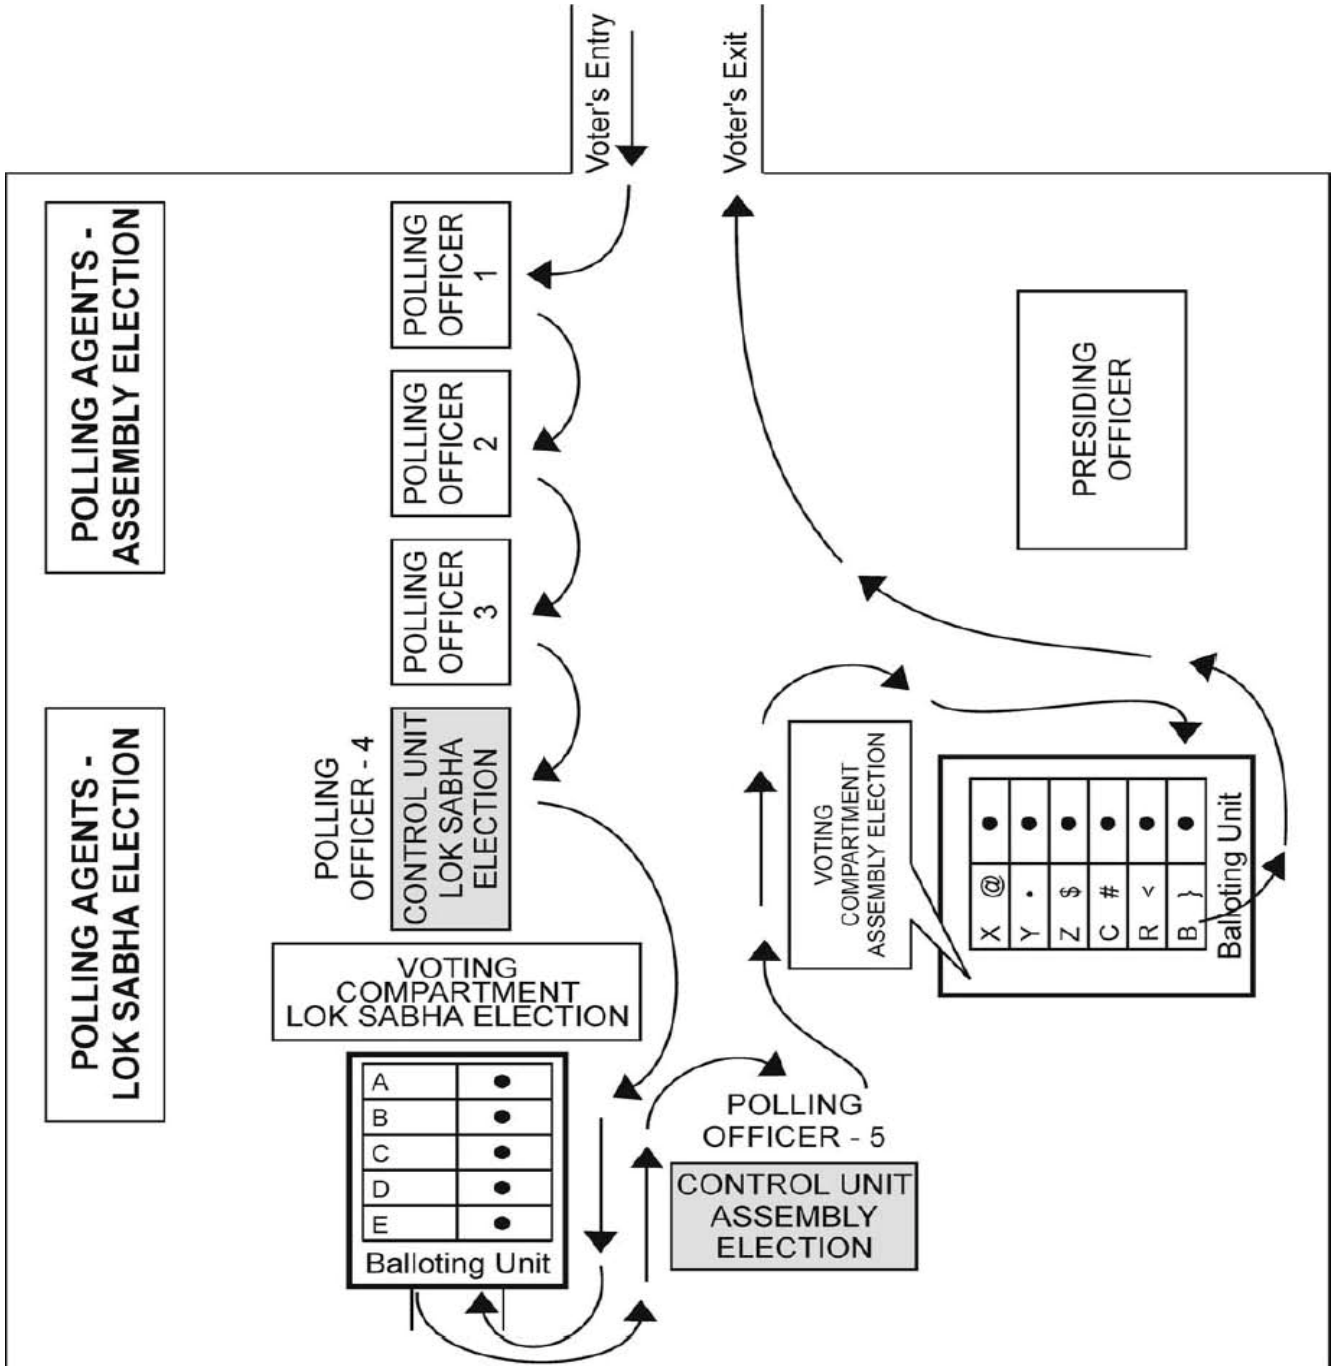 Voter's Entry
Voter's Exit
POLLING AGENTS -
ASSEMBLY ELECTION
POLLING
OFFICER
1
POLLING
OFFICER
2
POLLING
OFFICER
3
PRESIDING
OFFICER
POLLING AGENTS -
LOK SABHA ELECTION
POLLING
OFFICER - 4
CONTROL UNIT
LOK SABHA
ELECTION
VOTING
COMPARTMENT
LOK SABHA ELECTION
A
B
C
D
E
Balloting Unit
POLLING
OFFICER - 5
CONTROL UNIT
ASSEMBLY
ELECTION
VOTING
COMPARTMENT
ASSEMBLY ELECTION
X @
Y •
Z $
C #
R <
B }
Balloting Unit